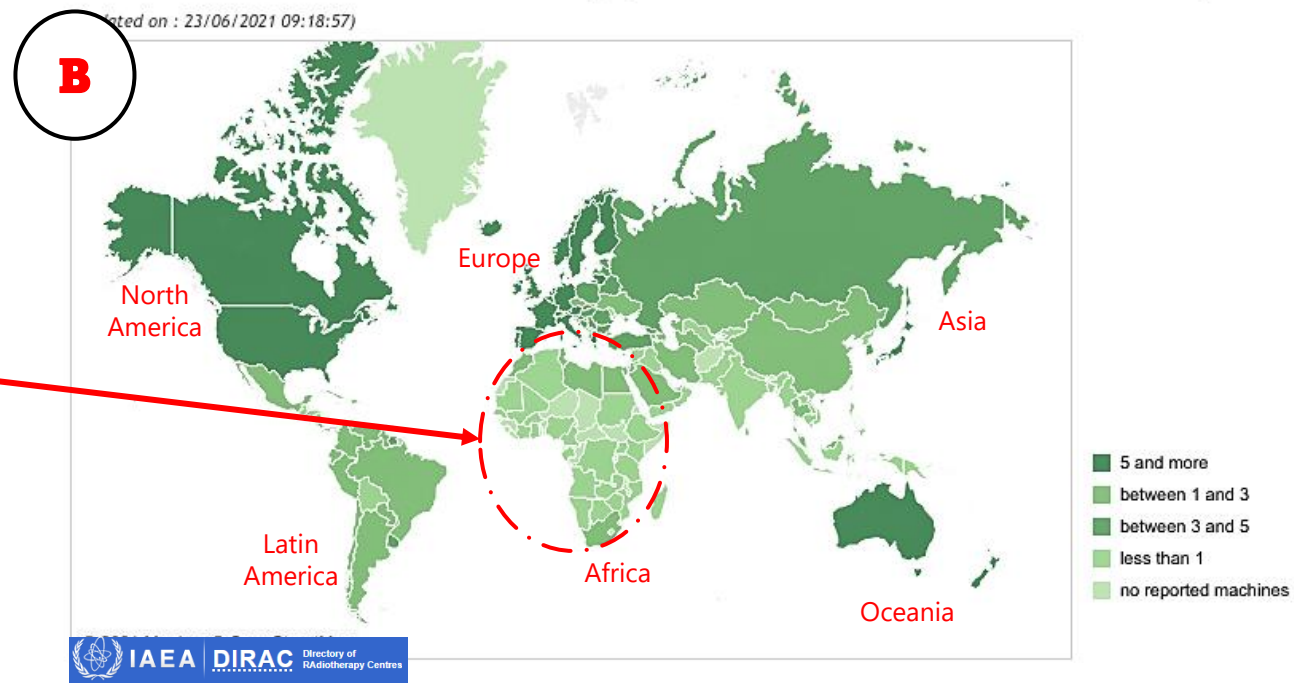 ated on : 23/06/2021 09:18:57)
B
Europe
North
America
Asia
5 and more
between 1 and 3
between 3 and 5
less than 1
no reported machines
Latin
America
Africa
Oceania
IAEA DIRAC Directory of
RAdiotherapy Centres